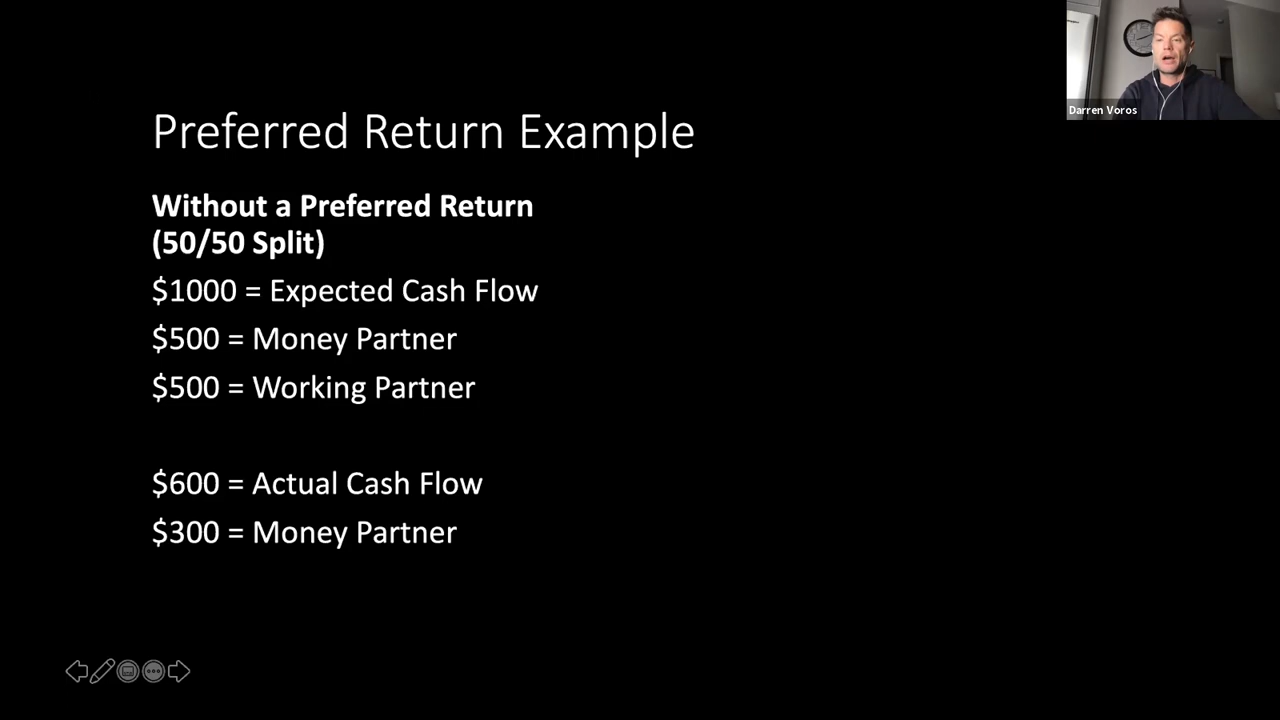 Darren Voros
Preferred Return Example
Without a Preferred Return
(50/50 Split)
$1000 = Expected Cash Flow
$500 = Money Partner
$500 = Working Partner
$600 = Actual Cash Flow
$300 = Money Partner